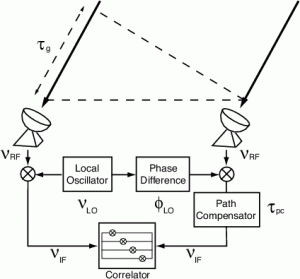 τg
νRF
νRF
Local
Oscillator
Phase
Difference
νLO
ϕLO
Path
Compensator
τpc
νIF
νIF
Correlator